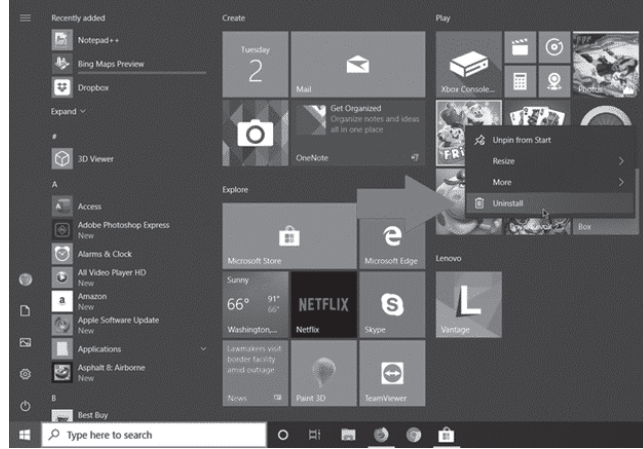 Recently added
Notepad++
Bing Maps Preview
Dropbox
Expand
#
3D Viewer
A
Access
Adobe Photoshop Express
New
Alarms & Clock
All Video Player HD
New
Amazon
New
Apple Software Update
New
Applications
Asphalt 8: Airborne
New
B
Best Buy
Type here to search
Create
Tuesday
2
Mail
Get Organized
Organize notes and ideas
all in one place
OneNote
Explore
Microsoft Store
Microsoft Edge
Sunny
66° 91°
66°
Washington,...
NETFLIX
Netflix
Skype
Lawmakers visit
border facility
amid outrage
News
Paint 3D
TeamViewer
Play
Xbox Console...
Photos
FRI
Unpin from Start
Resize
More
Uninstall
Box
Lenovo
L
Vantage